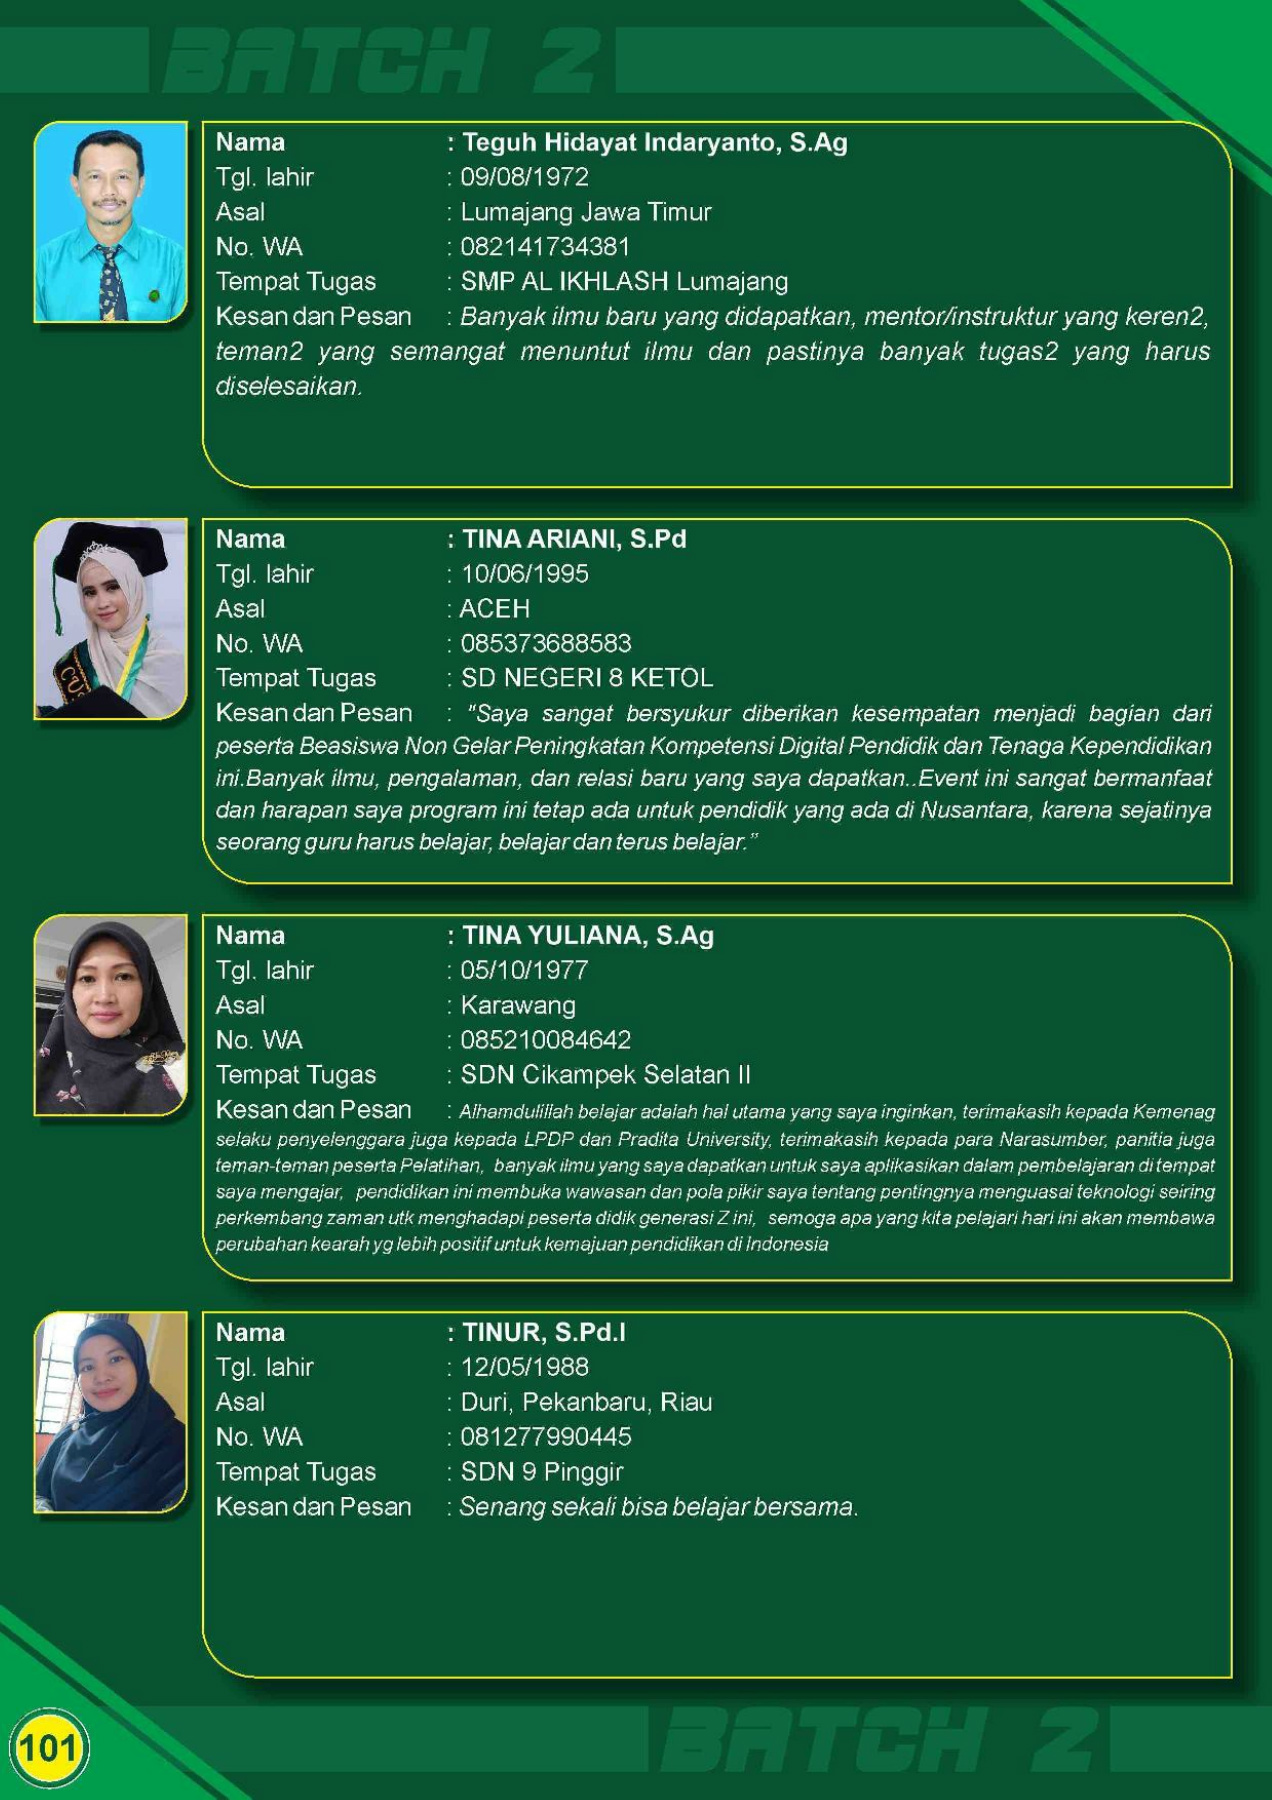 BATCH 2
Nama : Teguh Hidayat Indaryanto, S.Ag
Tgl. lahir : 09/08/1972
Asal : Lumajang Jawa Timur
No. WA : 082141734381
Tempat Tugas : SMP AL IKHLASH Lumajang
Kesan dan Pesan : Banyak ilmu baru yang didapatkan, mentor/instruktur yang keren2,
teman2 yang semangat menuntut ilmu dan pastinya banyak tugas2 yang harus
diselesaikan.
Nama : TINA ARIANI, S.Pd
Tgl. lahir : 10/06/1995
Asal : ACEH
No. WA : 085373688583
Tempat Tugas : SD NEGERI 8 KETOL
Kesan dan Pesan : "Saya sangat bersyukur diberikan kesempatan menjadi bagian dari
peserta Beasiswa Non Gelar Peningkatan Kompetensi Digital Pendidik dan Tenaga Kependidikan
ini.Banyak ilmu, pengalaman, dan relasi baru yang saya dapatkan..Event ini sangat bermanfaat
dan harapan saya program ini tetap ada untuk pendidik yang ada di Nusantara, karena sejatinya
seorang guru harus belajar, belajar dan terus belajar."
Nama : TINA YULIANA, S.Ag
Tgl. lahir : 05/10/1977
Asal : Karawang
No. WA : 085210084642
Tempat Tugas : SDN Cikampek Selatan II
Kesan dan Pesan : Alhamdulillah belajar adalah hal utama yang saya inginkan, terimakasih kepada Kemenag
selaku penyelenggara juga kepada LPDP dan Pradita University, terimakasih kepada para Narasumber, panitia juga
teman-teman peserta Pelatihan, banyak ilmu yang saya dapatkan untuk saya aplikasikan dalam pembelajaran di tempat
saya mengajar, pendidikan ini membuka wawasan dan pola pikir saya tentang pentingnya menguasai teknologi seiring
perkembang zaman utk menghadapi peserta didik generasi Z ini, semoga apa yang kita pelajari hari ini akan membawa
perubahan kearah yg lebih positif untuk kemajuan pendidikan di Indonesia
Nama : TINUR, S.Pd.I
Tgl. lahir : 12/05/1988
Asal : Duri, Pekanbaru, Riau
No. WA : 081277990445
Tempat Tugas : SDN 9 Pinggir
Kesan dan Pesan : Senang sekali bisa belajar bersama.
101
BATCH 2